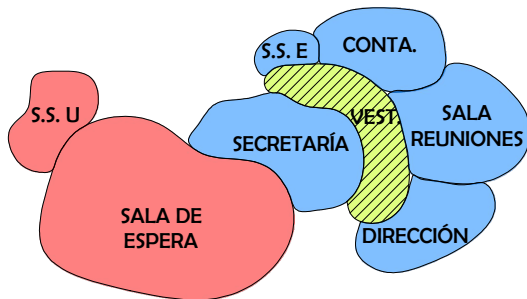 S.S. E
CONTA.
S.S. U
VEST.
SALA
REUNIONES
SECRETARÍA
SALA DE
ESPERA
DIRECCIÓN